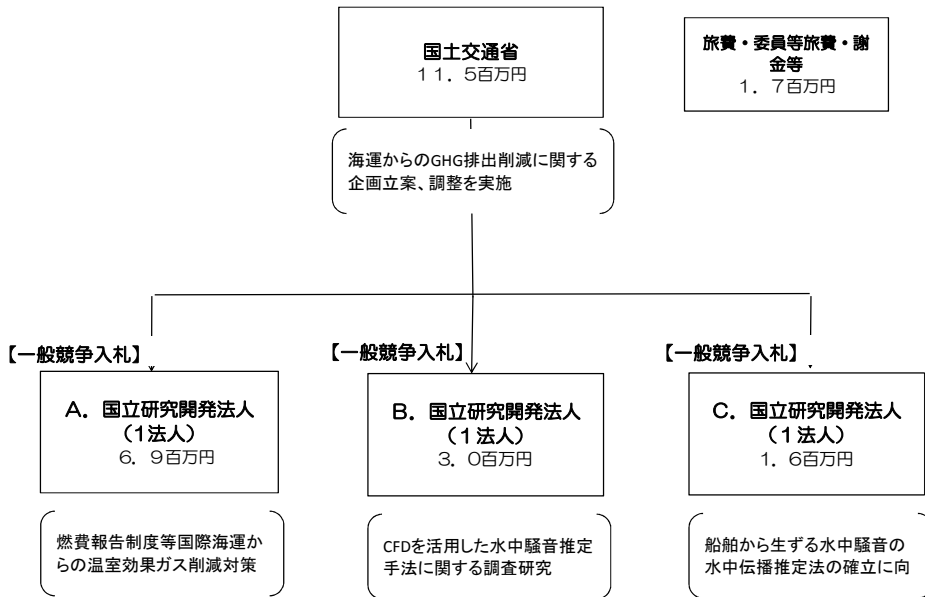 国土交通省
１１．５百万円
旅費・委員等旅費・謝
金等
１．７百万円
海運からのGHG排出削減に関する
企画立案、調整を実施
【一般競争入札】
【一般競争入札】
【一般競争入札】
Ａ．国立研究開発法人
（１法人）
６．９百万円
Ｂ．国立研究開発法人
（１法人）
３．０百万円
Ｃ．国立研究開発法人
（１法人）
１．６百万円
燃費報告制度等国際海運か
らの温室効果ガス削減対策
CFDを活用した水中騒音推定
手法に関する調査研究
船舶から生ずる水中騒音の
水中伝播推定法の確立に向